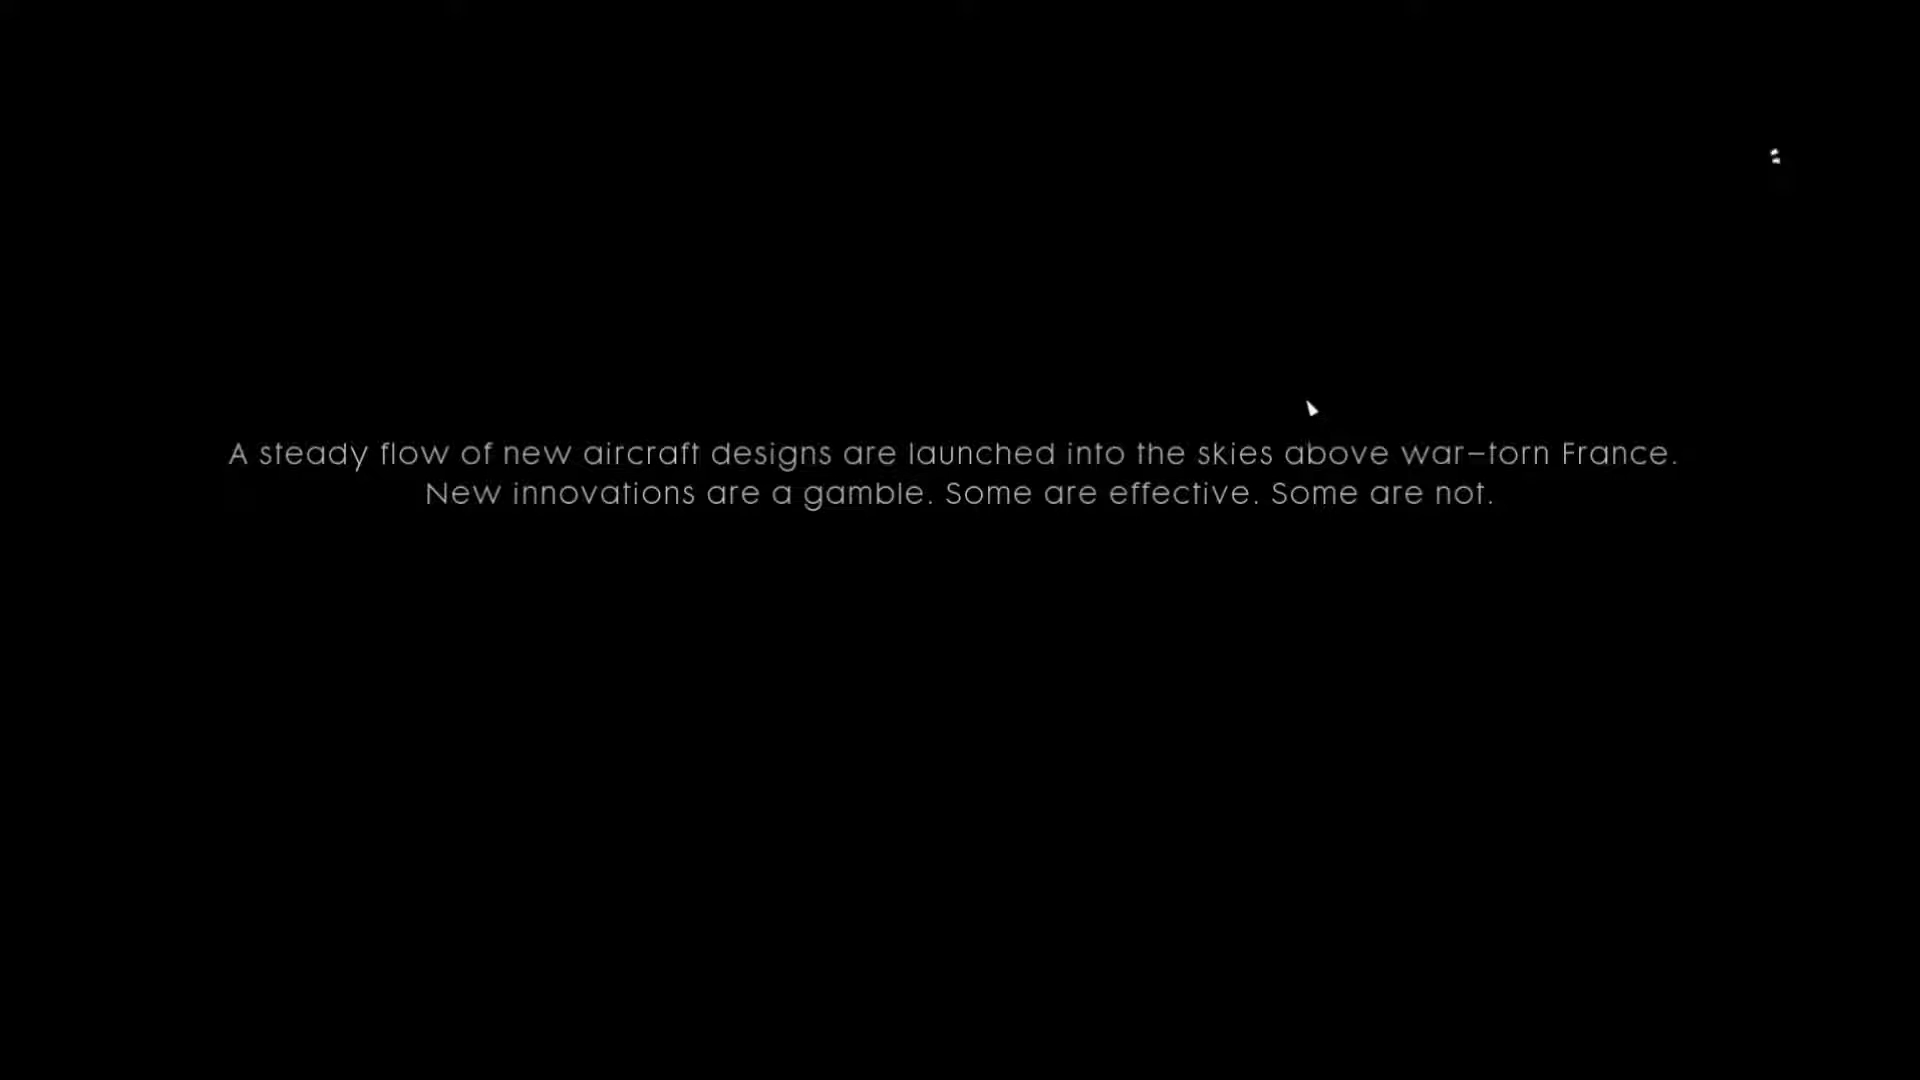 A steady flow of new aircraft designs are launched into the skies above war-torn France.
New innovations are a gamble. Some are effective. Some are not.